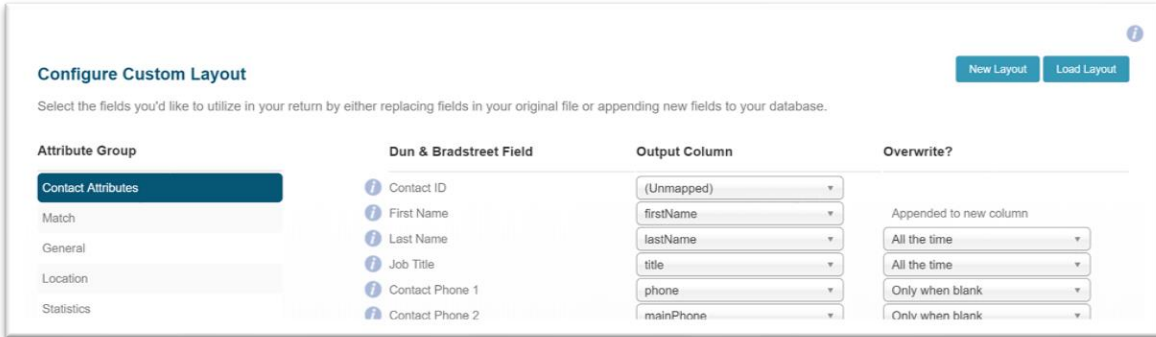 Configure Custom Layout
New Layout
Load Layout
Select the fields you'd like to utilize in your return by either replacing fields in your original file or appending new fields to your database.
Attribute Group
Dun & Bradstreet Field
Output Column
Overwrite?
Contact Attributes
Contact ID
(Unmapped)
Match
First Name
firstName
Appended to new column
General
Last Name
lastName
All the time
Location
Job Title
title
All the time
Statistics
Contact Phone 1
phone
Only when blank
Contact Phone 2
mainPhone
Only when blank